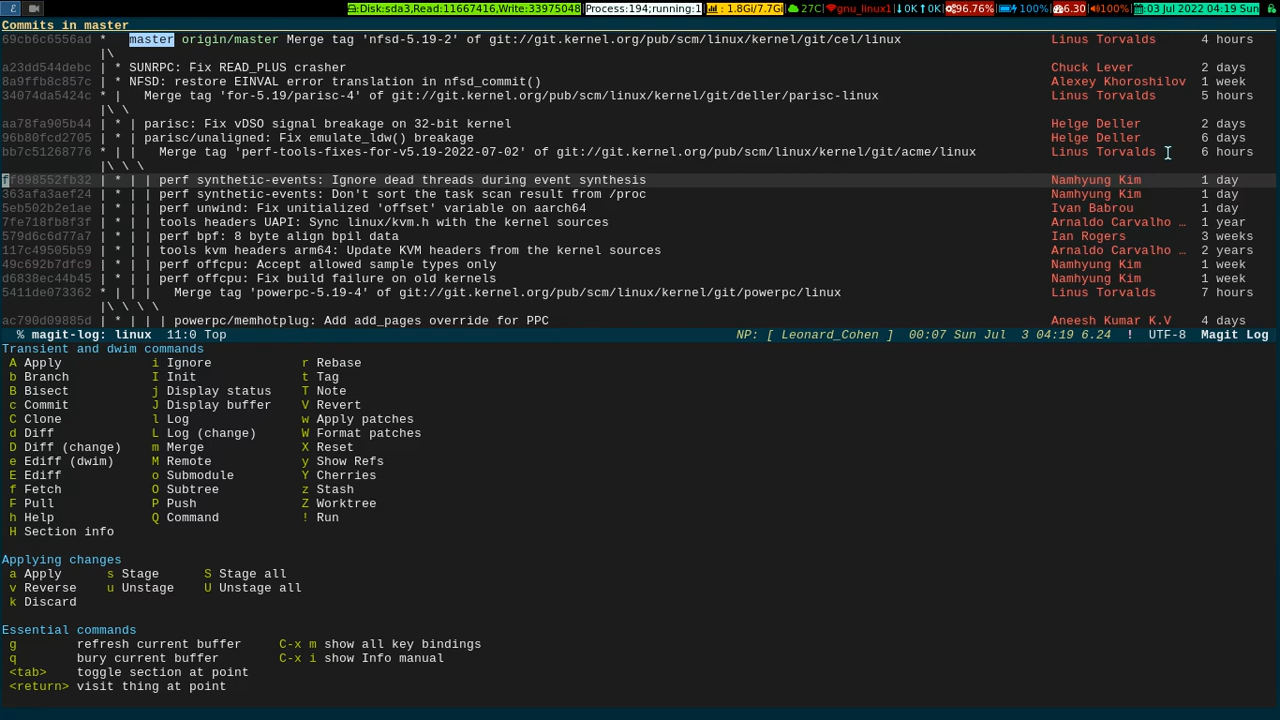 ε Disk:sda3,Read:11667416,Write:33975048 Process:194;running:1 : 1.8Gi/7.7Gi 27C gnu_linux1 0K 0K 96.76% 100% 6.30 100% :03 Jul 2022 04:19 Sun
Commits in master
69cb6c6556ad * master origin/master Merge tag 'nfsd-5.19-2' of git://git.kernel.org/pub/scm/linux/kernel/git/cel/linux Linus Torvalds 4 hours
|\
a23dd544debc | * SUNRPC: Fix READ_PLUS crasher Chuck Lever 2 days
8a9ffb8c857c | * NFSD: restore EINVAL error translation in nfsd_commit() Alexey Khoroshilov 1 week
34074da5424c * | Merge tag 'for-5.19/parisc-4' of git://git.kernel.org/pub/scm/linux/kernel/git/deller/parisc-linux Linus Torvalds 5 hours
|\ \
aa78fa905b44 | * | parisc: Fix vDSO signal breakage on 32-bit kernel Helge Deller 2 days
96b80fcd2705 | * | parisc/unaligned: Fix emulate_ldw() breakage Helge Deller 6 days
bb7c51268776 * | | Merge tag 'perf-tools-fixes-for-v5.19-2022-07-02' of git://git.kernel.org/pub/scm/linux/kernel/git/acme/linux Linus Torvalds 6 hours
|\ \ \
ff898552fb32 | * | | perf synthetic-events: Ignore dead threads during event synthesis Namhyung Kim 1 day
363afa3aef24 | * | | perf synthetic-events: Don't sort the task scan result from /proc Namhyung Kim 1 day
5eb502b2e1ae | * | | perf unwind: Fix unitialized 'offset' variable on aarch64 Ivan Babrou 1 day
7fe718fb8f3f | * | | tools headers UAPI: Sync linux/kvm.h with the kernel sources Arnaldo Carvalho … 1 year
579d6c6d77a7 | * | | perf bpf: 8 byte align bpil data Ian Rogers 3 weeks
117c49505b59 | * | | tools kvm headers arm64: Update KVM headers from the kernel sources Arnaldo Carvalho … 2 years
49c692b7dfc9 | * | | perf offcpu: Accept allowed sample types only Namhyung Kim 1 week
d6838ec44b45 | * | | perf offcpu: Fix build failure on old kernels Namhyung Kim 1 week
5411de073362 * | | | Merge tag 'powerpc-5.19-4' of git://git.kernel.org/pub/scm/linux/kernel/git/powerpc/linux Linus Torvalds 7 hours
|\ \ \ \
ac790d09885d | * | | | powerpc/memhotplug: Add add_pages override for PPC Aneesh Kumar K.V 4 days
% magit-log: linux 11:0 Top NP: [ Leonard_Cohen ] 00:07 Sun Jul 3 04:19 6.24 ! UTF-8 Magit Log
Transient and dwim commands
A Apply i Ignore r Rebase
b Branch I Init t Tag
B Bisect j Display status T Note
c Commit J Display buffer V Revert
C Clone l Log w Apply patches
d Diff L Log (change) W Format patches
D Diff (change) m Merge X Reset
e Ediff (dwim) M Remote y Show Refs
E Ediff o Submodule Y Cherries
f Fetch O Subtree z Stash
F Pull P Push Z Worktree
h Help Q Command ! Run
H Section info
Applying changes
a Apply s Stage S Stage all
v Reverse u Unstage U Unstage all
k Discard
Essential commands
g refresh current buffer C-x m show all key bindings
q bury current buffer C-x i show Info manual
<tab> toggle section at point
<return> visit thing at point